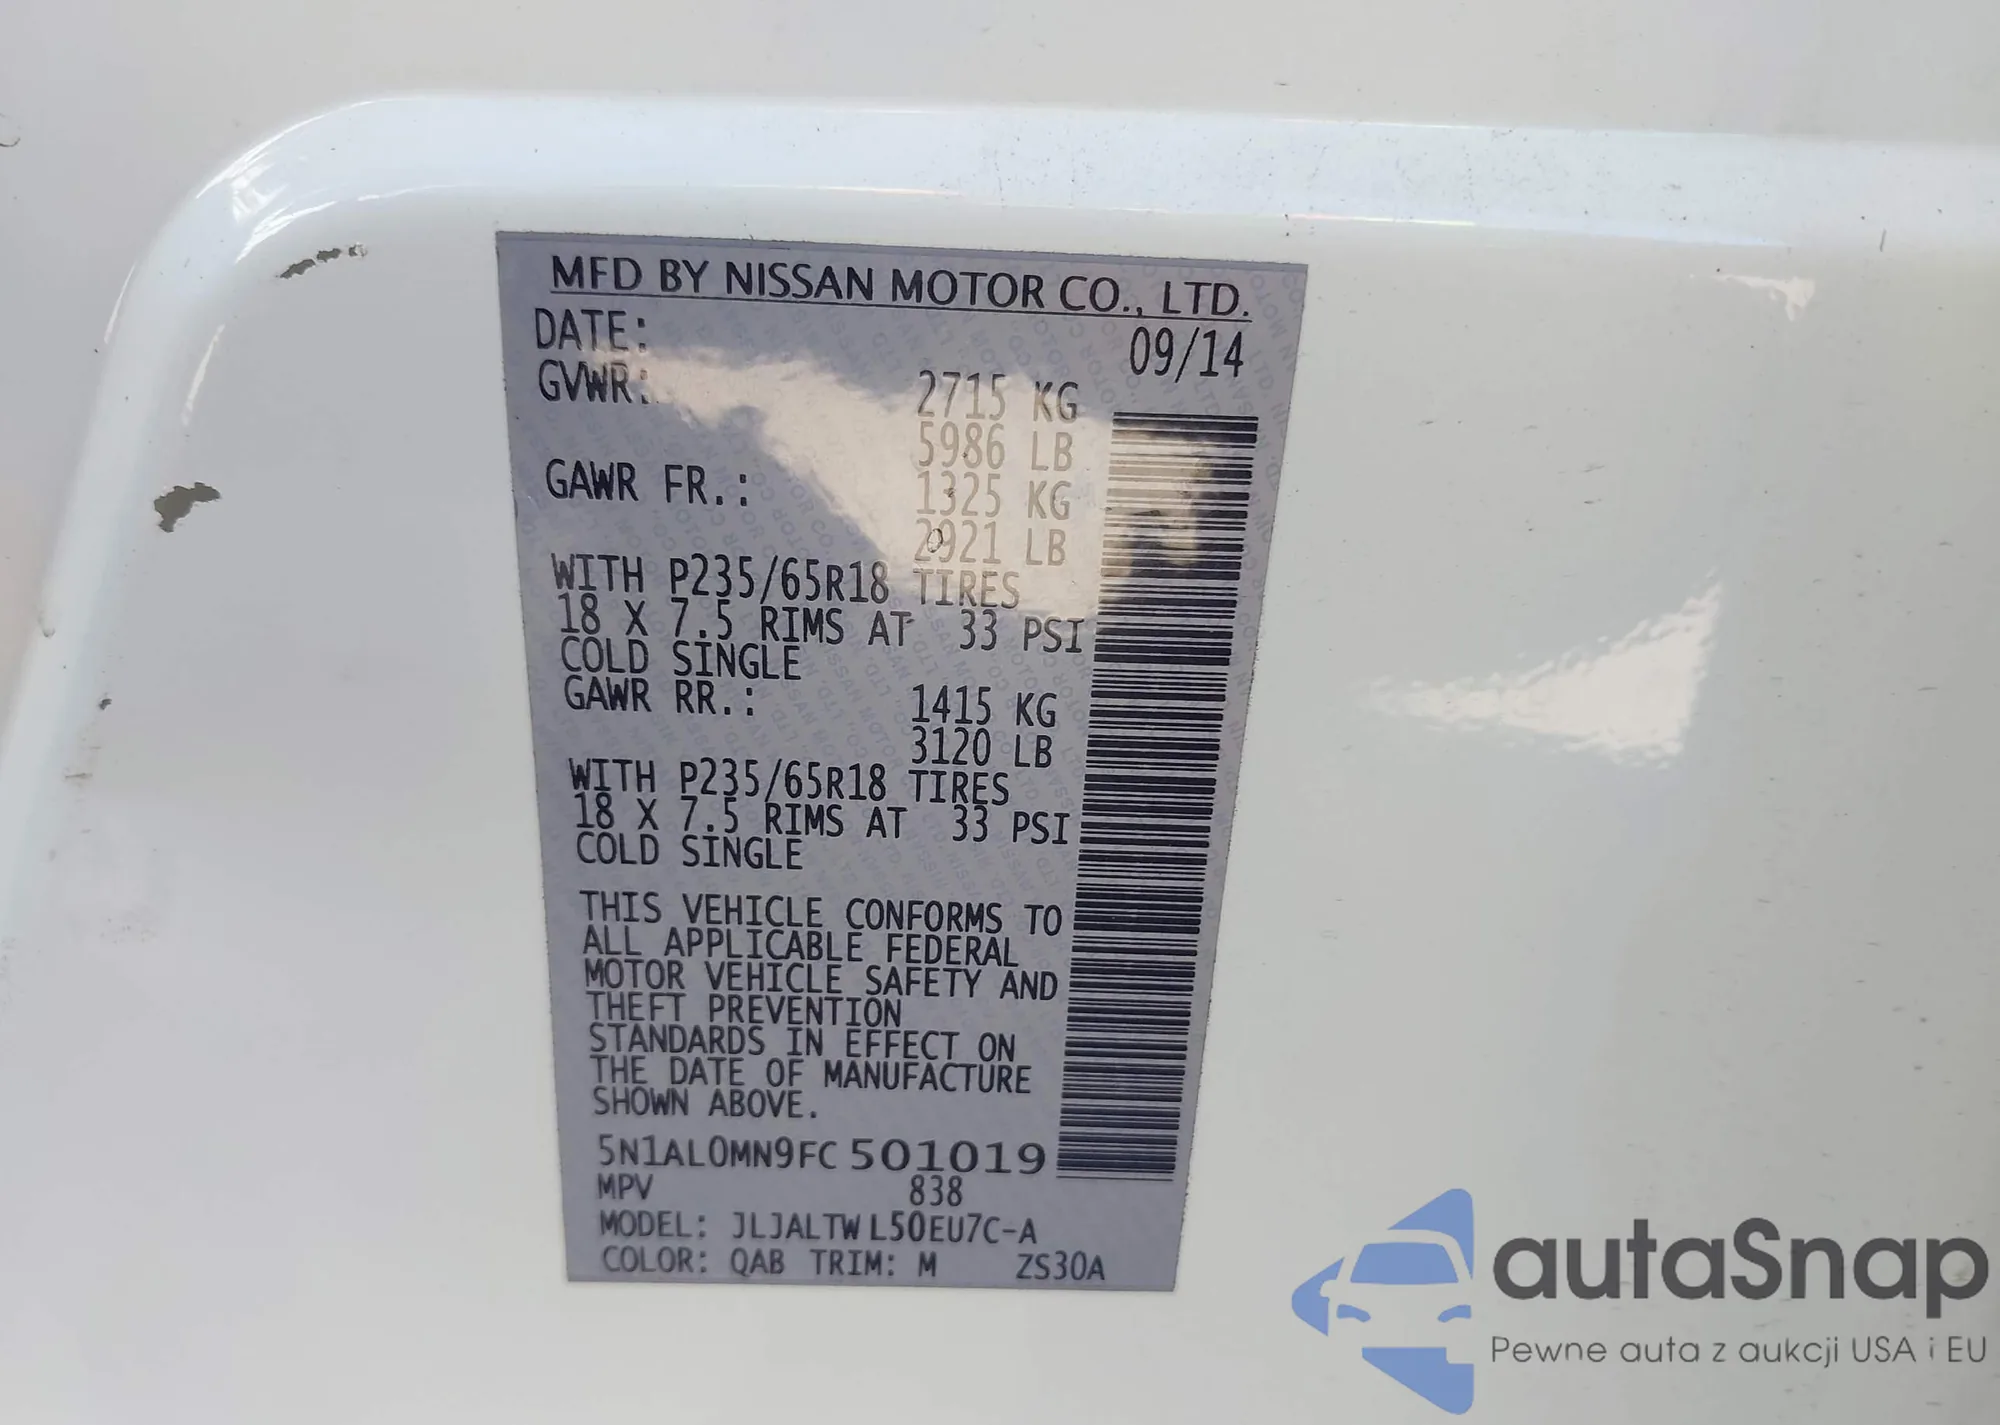 MFD BY NISSAN MOTOR CO., LTD.
DATE: 09/14
GVWR: 2715 KG
5986 LB
GAWR FR.: 1325 KG
2921 LB
WITH P235/65R18 TIRES
18 X 7.5 RIMS AT 33 PSI
COLD SINGLE
GAWR RR.: 1415 KG
3120 LB
WITH P235/65R18 TIRES
18 X 7.5 RIMS AT 33 PSI
COLD SINGLE
THIS VEHICLE CONFORMS TO
ALL APPLICABLE FEDERAL
MOTOR VEHICLE SAFETY AND
THEFT PREVENTION
STANDARDS IN EFFECT ON
THE DATE OF MANUFACTURE
SHOWN ABOVE.
5N1AL0MN9FC 501019
MPV 838
MODEL: JLJALTW L50EU7C-A
COLOR: QAB TRIM: M ZS30A
autaSnap
Pewne auta z aukcji USA i EU